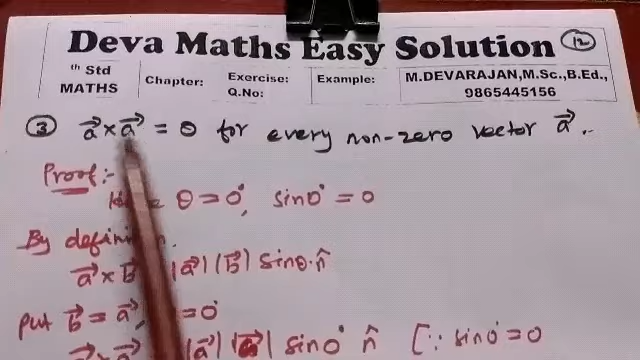 Deva Maths Easy Solution 12
th Std
MATHS
Chapter:
Exercise:
Q.No:
Example:
M.DEVARAJAN,M.Sc.,B.Ed.,
9865445156
③ a⃗ × a⃗ = 0 for every non-zero vector a⃗.
Proof:-
θ = 0°, sin0° = 0
By definition.
a⃗ × b⃗ |a⃗| |b⃗| sinθ·n̂
put b⃗ = a⃗, = 0°
|a⃗| |a⃗| sin0° n̂ [∵ sin0° = 0